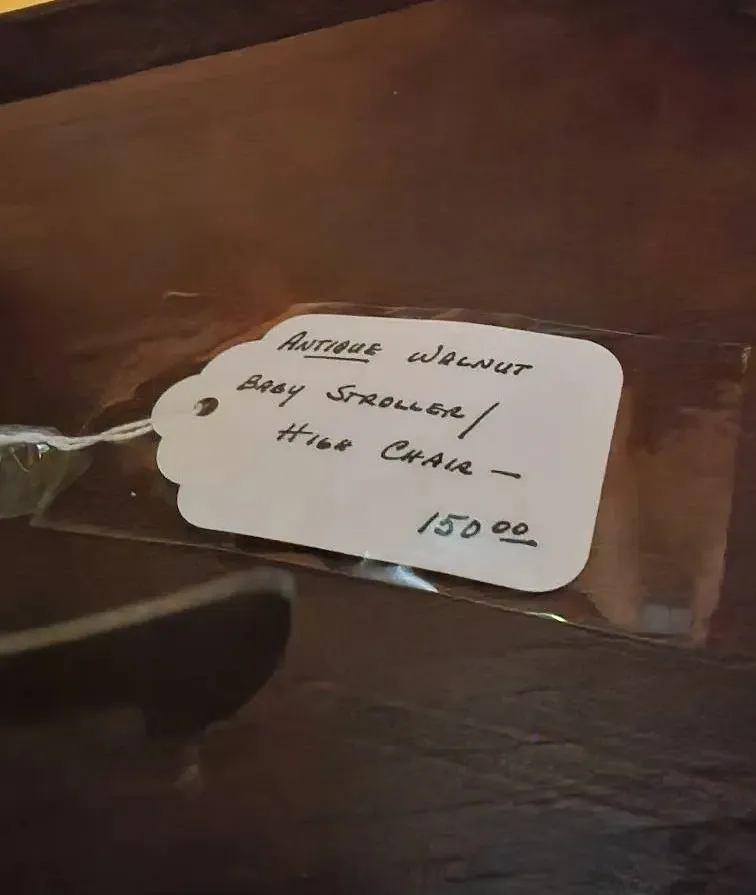 ANTIQUE WALNUT
BABY STROLLER/
HIGH CHAIR —
150 00